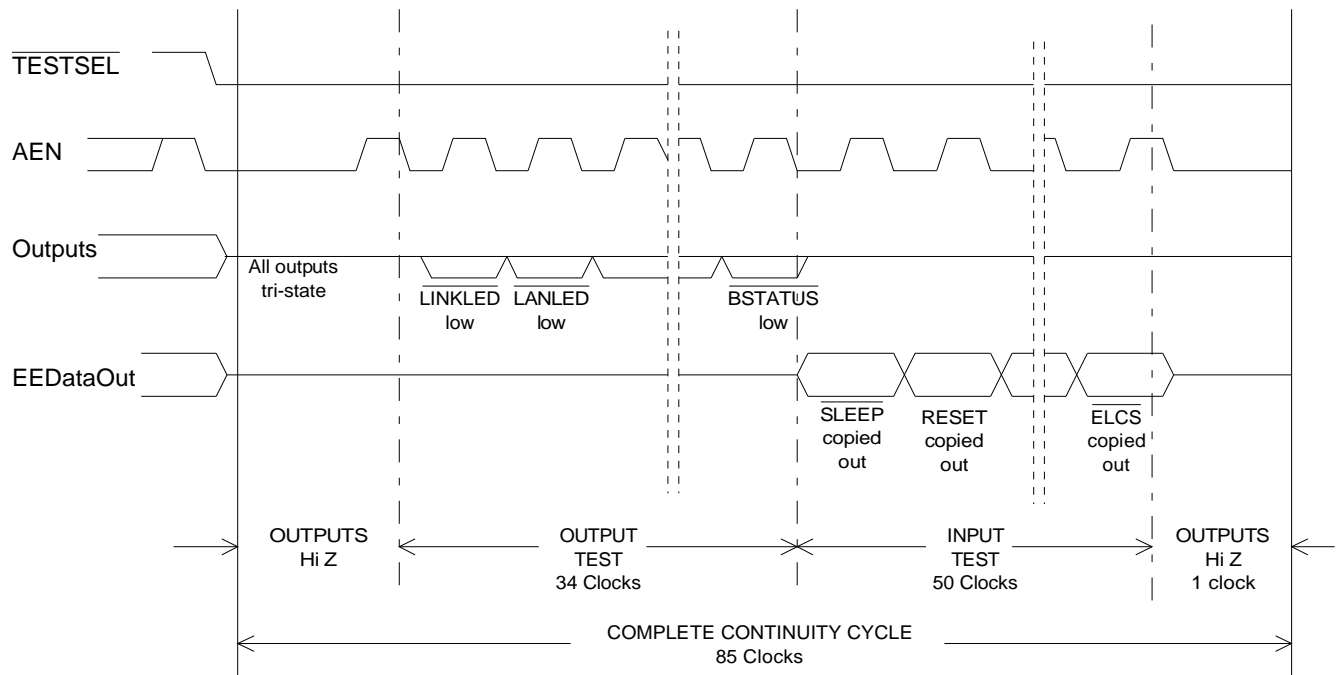 TESTSEL
AEN
Outputs
All outputs
tri-state
LINKLED
low
LANLED
low
BSTATUS
low
EEDataOut
SLEEP
copied
out
RESET
copied
out
ELCS
copied
out
OUTPUTS
Hi Z
OUTPUT
TEST
34 Clocks
INPUT
TEST
50 Clocks
OUTPUTS
Hi Z
1 clock
COMPLETE CONTINUITY CYCLE
85 Clocks